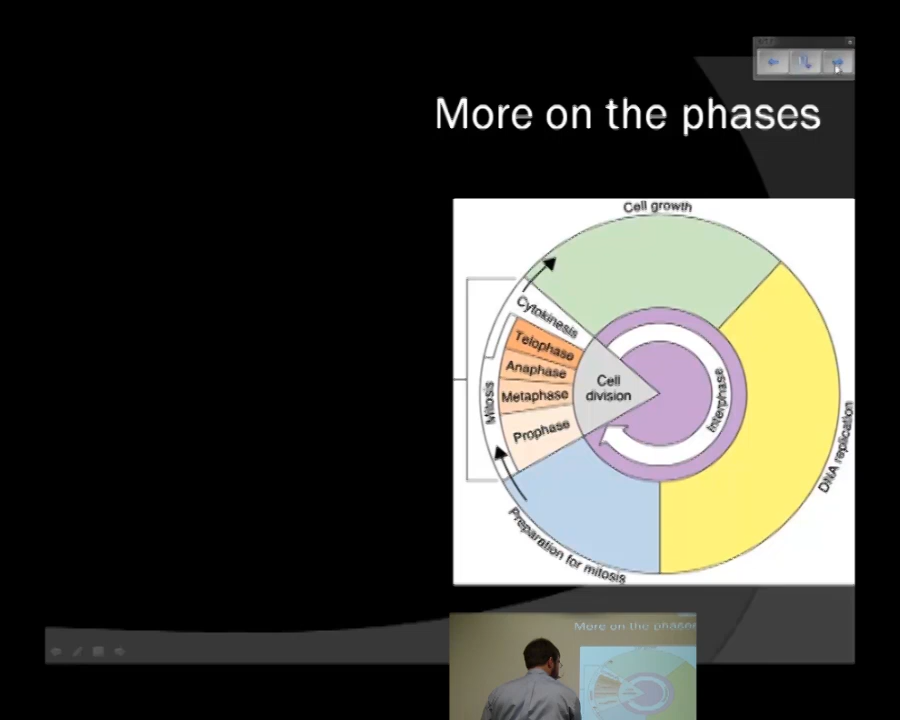 More on the phases
Cell growth
Cytokinesis
Telophase
Anaphase
Metaphase
Prophase
Mitosis
Cell
division
Interphase
DNA replication
Preparation for mitosis
More on the phases